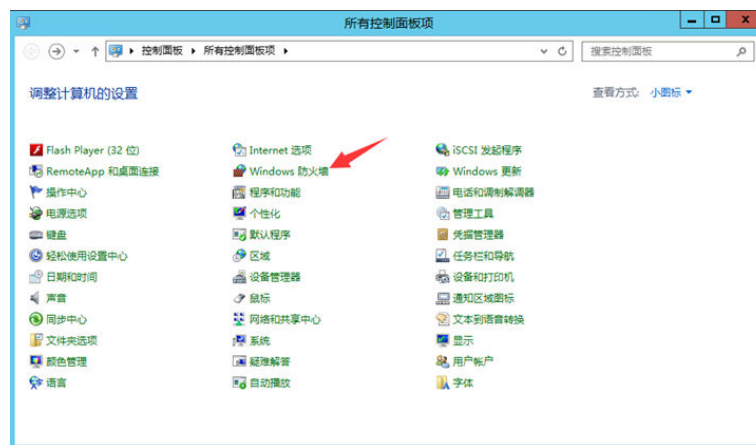 所有控制面板项
控制面板 所有控制面板项
搜索控制面板
调整计算机的设置
查看方式: 小图标
Flash Player (32 位) Internet 选项 iSCSI 发起程序
RemoteApp 和桌面连接 Windows 防火墙 Windows 更新
操作中心 程序和功能 电话和调制解调器
电源选项 个性化 管理工具
键盘 默认程序 凭据管理器
轻松使用设置中心 区域 任务栏和导航
日期和时间 设备管理器 设备和打印机
声音 鼠标 通知区域图标
同步中心 网络和共享中心 文本到语音转换
文件夹选项 系统 显示
颜色管理 疑难解答 用户帐户
语言 自动播放 字体